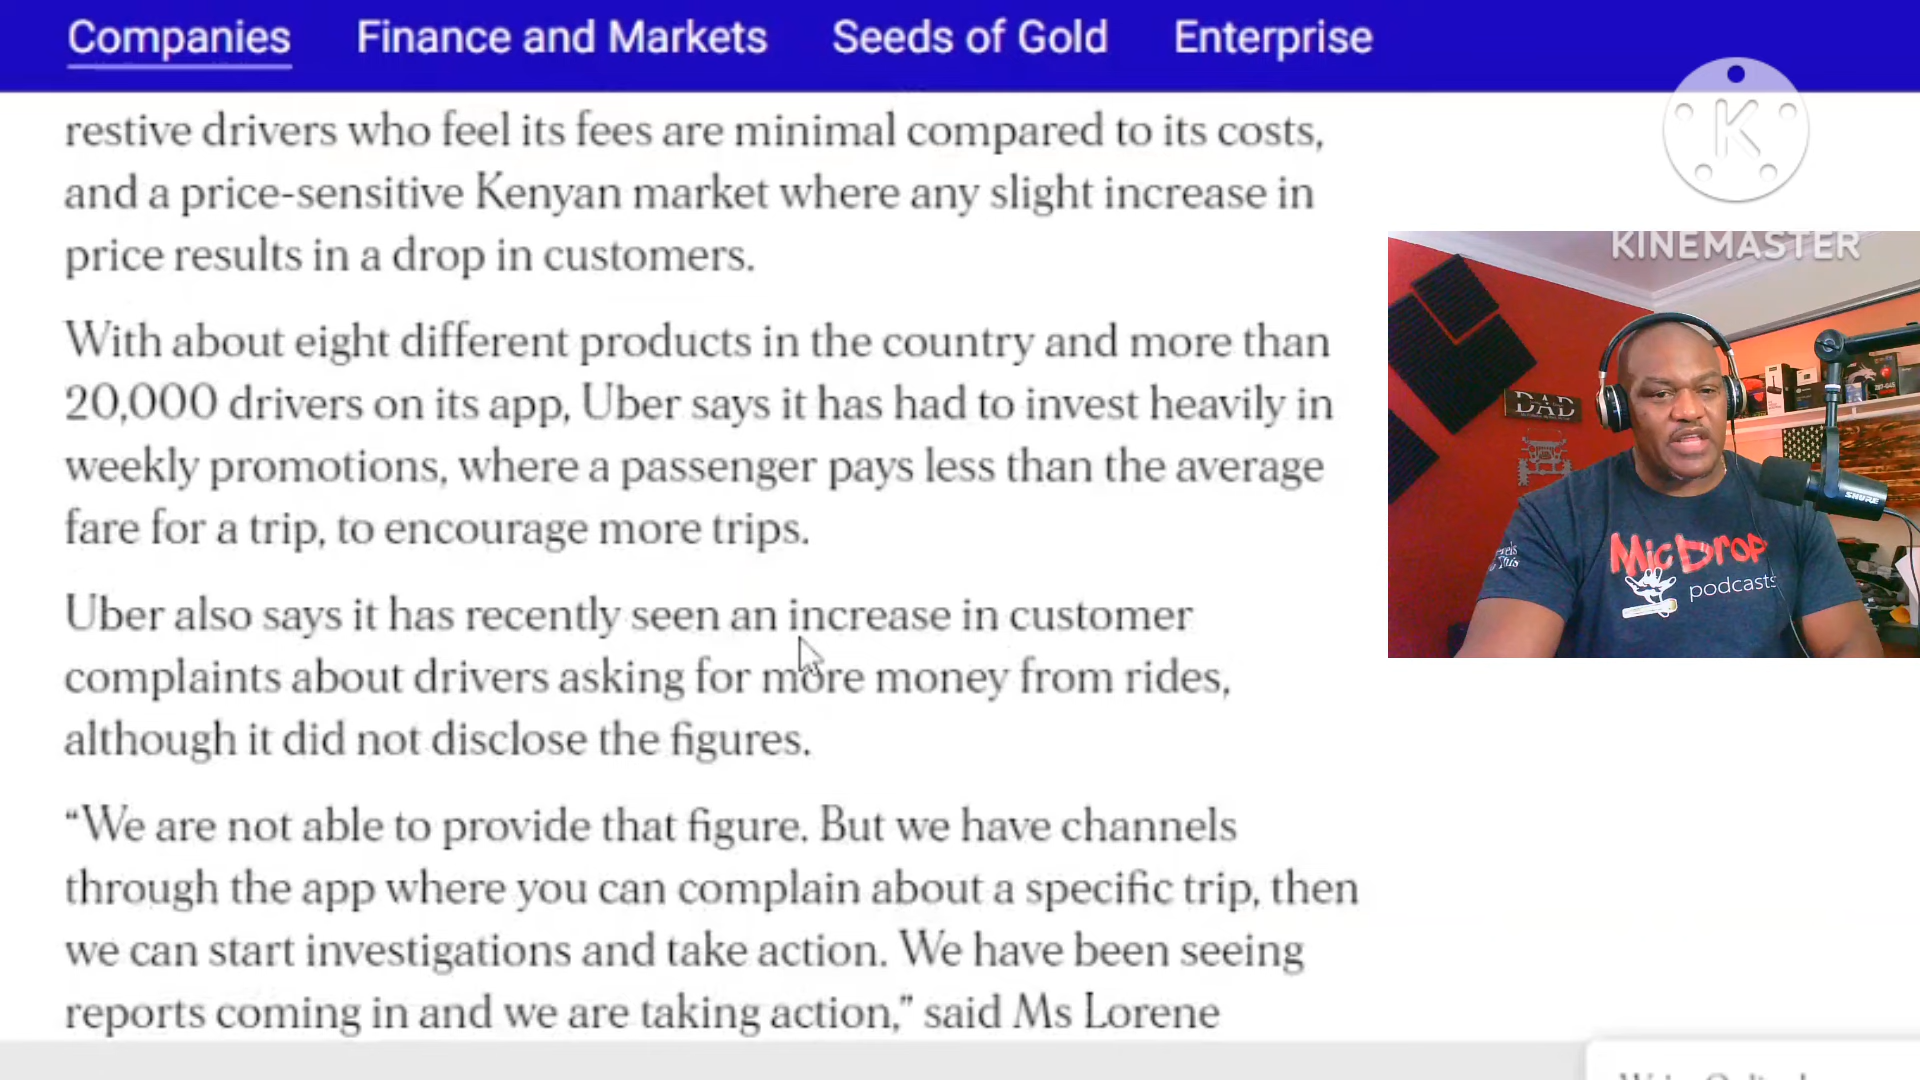 Companies Finance and Markets Seeds of Gold Enterprise
restive drivers who feel its fees are minimal compared to its costs,
and a price-sensitive Kenyan market where any slight increase in
price results in a drop in customers.
With about eight different products in the country and more than
20,000 drivers on its app, Uber says it has had to invest heavily in
weekly promotions, where a passenger pays less than the average
fare for a trip, to encourage more trips.
Uber also says it has recently seen an increase in customer
complaints about drivers asking for more money from rides,
although it did not disclose the figures.
“We are not able to provide that figure. But we have channels
through the app where you can complain about a specific trip, then
we can start investigations and take action. We have been seeing
reports coming in and we are taking action,” said Ms Lorene
K
KINEMASTER
DAD
SHURE
Mic Drop
podcasts